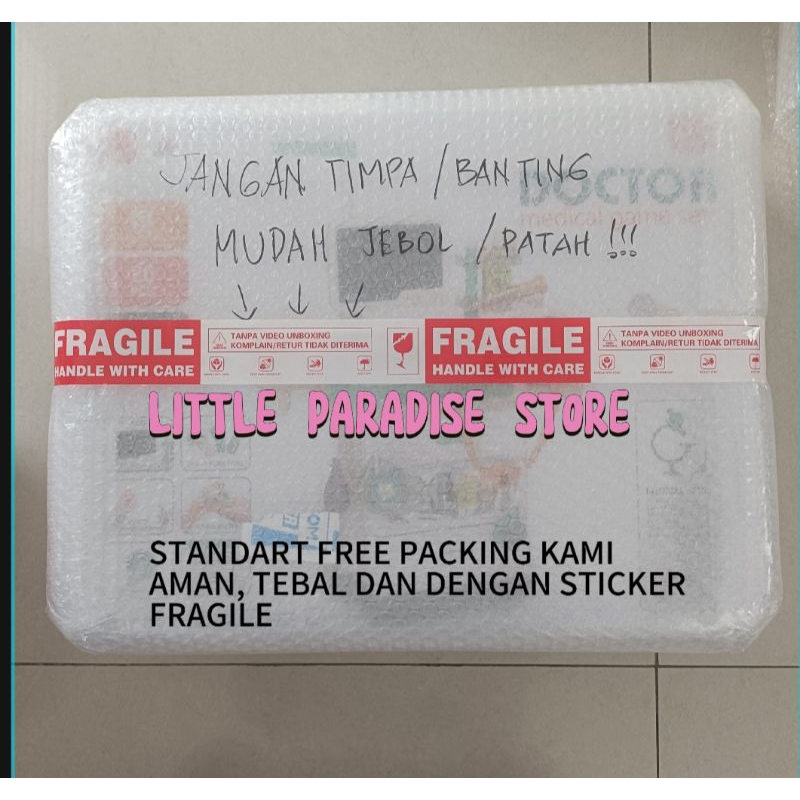 JANGAN TIMPA / BANTING
MUDAH JEBOL / PATAH !!!
DOCTOR
FRAGILE
HANDLE WITH CARE
TANPA VIDEO UNBOXING
KOMPLAIN/RETUR TIDAK DITERIMA
FRAGILE
HANDLE WITH CARE
TANPA VIDEO UNBOXING
KOMPLAIN/RETUR TIDAK DITERIMA
LITTLE PARADISE STORE
STANDART FREE PACKING KAMI
AMAN, TEBAL DAN DENGAN STICKER
FRAGILE